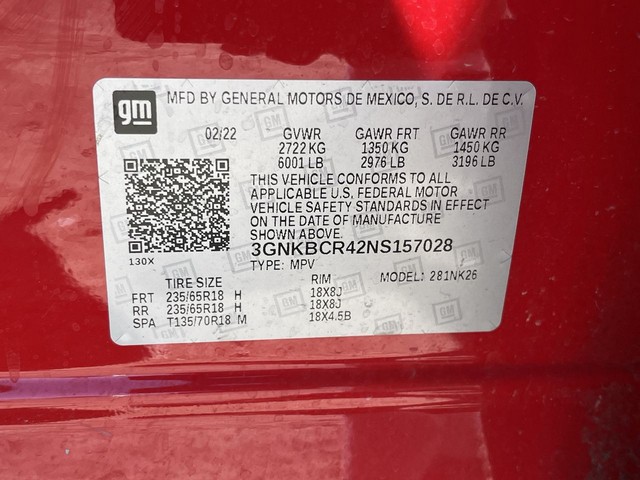 gm MFD BY GENERAL MOTORS DE MEXICO, S. DE R.L. DE C.V.
02/22 GVWR GAWR FRT GAWR RR
2722 KG 1350 KG 1450 KG
6001 LB 2976 LB 3196 LB
THIS VEHICLE CONFORMS TO ALL
APPLICABLE U.S. FEDERAL MOTOR
VEHICLE SAFETY STANDARDS IN EFFECT
ON THE DATE OF MANUFACTURE
SHOWN ABOVE.
130X 3GNKBCR42NS157028
TYPE: MPV MODEL: 281NK26
TIRE SIZE RIM
FRT 235/65R18 H 18X8J
RR 235/65R18 H 18X8J
SPA T135/70R18 M 18X4.5B